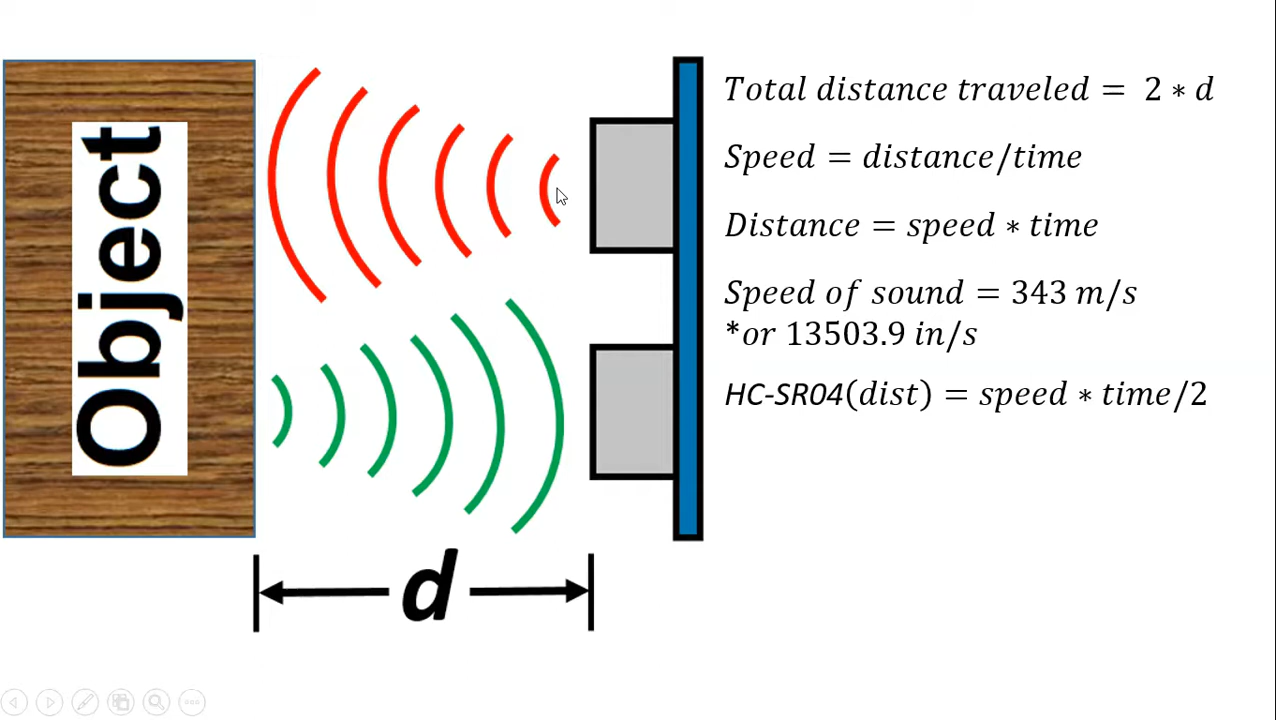 Object
Total distance traveled = 2 ∗ d
Speed = distance/time
Distance = speed ∗ time
Speed of sound = 343 m/s
*or 13503.9 in/s
HC-SR04(dist) = speed ∗ time/2
d